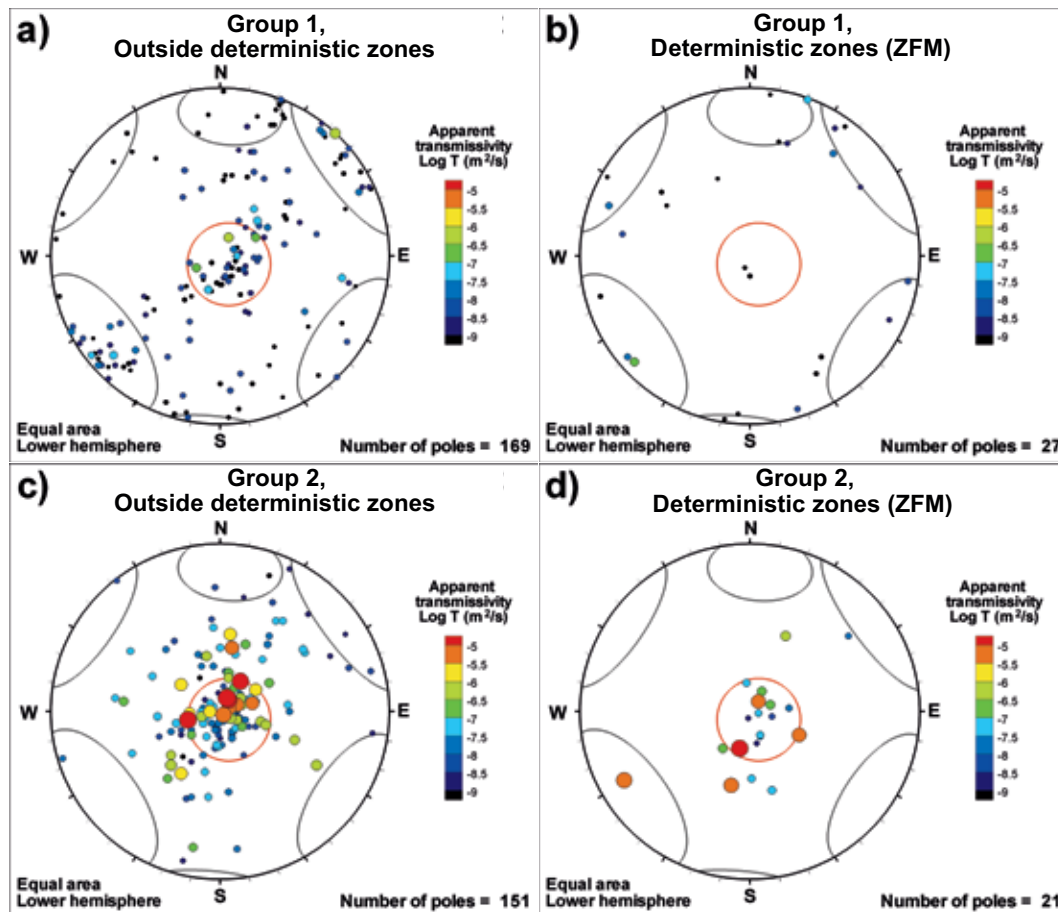 a)
Group 1,
Outside deterministic zones
N
W
E
S
Apparent
transmissivity
Log T (m²/s)
-5
-5.5
-6
-6.5
-7
-7.5
-8
-8.5
-9
Equal area
Lower hemisphere
Number of poles = 169
b)
Group 1,
Deterministic zones (ZFM)
N
W
E
S
Apparent
transmissivity
Log T (m²/s)
-5
-5.5
-6
-6.5
-7
-7.5
-8
-8.5
-9
Equal area
Lower hemisphere
Number of poles = 27
c)
Group 2,
Outside deterministic zones
N
W
E
S
Apparent
transmissivity
Log T (m²/s)
-5
-5.5
-6
-6.5
-7
-7.5
-8
-8.5
-9
Equal area
Lower hemisphere
Number of poles = 151
d)
Group 2,
Deterministic zones (ZFM)
N
W
E
S
Apparent
transmissivity
Log T (m²/s)
-5
-5.5
-6
-6.5
-7
-7.5
-8
-8.5
-9
Equal area
Lower hemisphere
Number of poles = 21